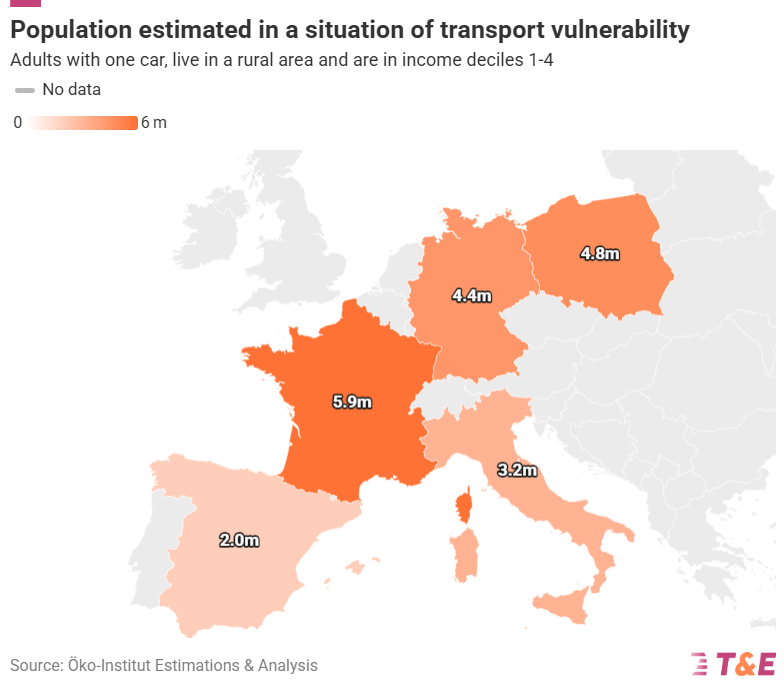 Population estimated in a situation of transport vulnerability
Adults with one car, live in a rural area and are in income deciles 1-4
No data
0 6 m
4.8m
4.4m
5.9m
3.2m
2.0m
Source: Öko-Institut Estimations & Analysis
T&E